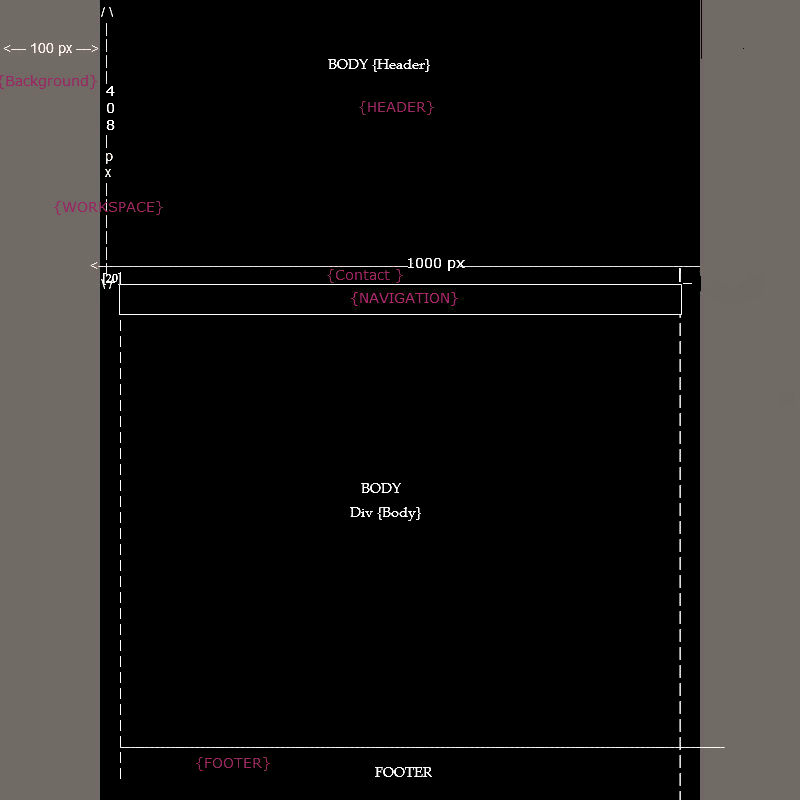 / \
<— 100 px —>
BODY {Header}
{Background}
4
0
8
{HEADER}
p
x
{WORKSPACE}
1000 px
[20]
{Contact }
{NAVIGATION}
BODY
Div {Body}
{FOOTER}
FOOTER